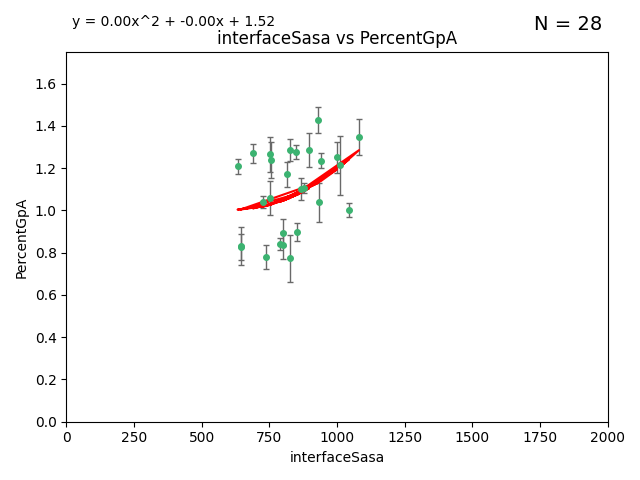 y = 0.00x^2 + -0.00x + 1.52
N = 28
interfaceSasa vs PercentGpA
PercentGpA
1.6
1.4
1.2
1.0
0.8
0.6
0.4
0.2
0.0
0 250 500 750 1000 1250 1500 1750 2000
interfaceSasa